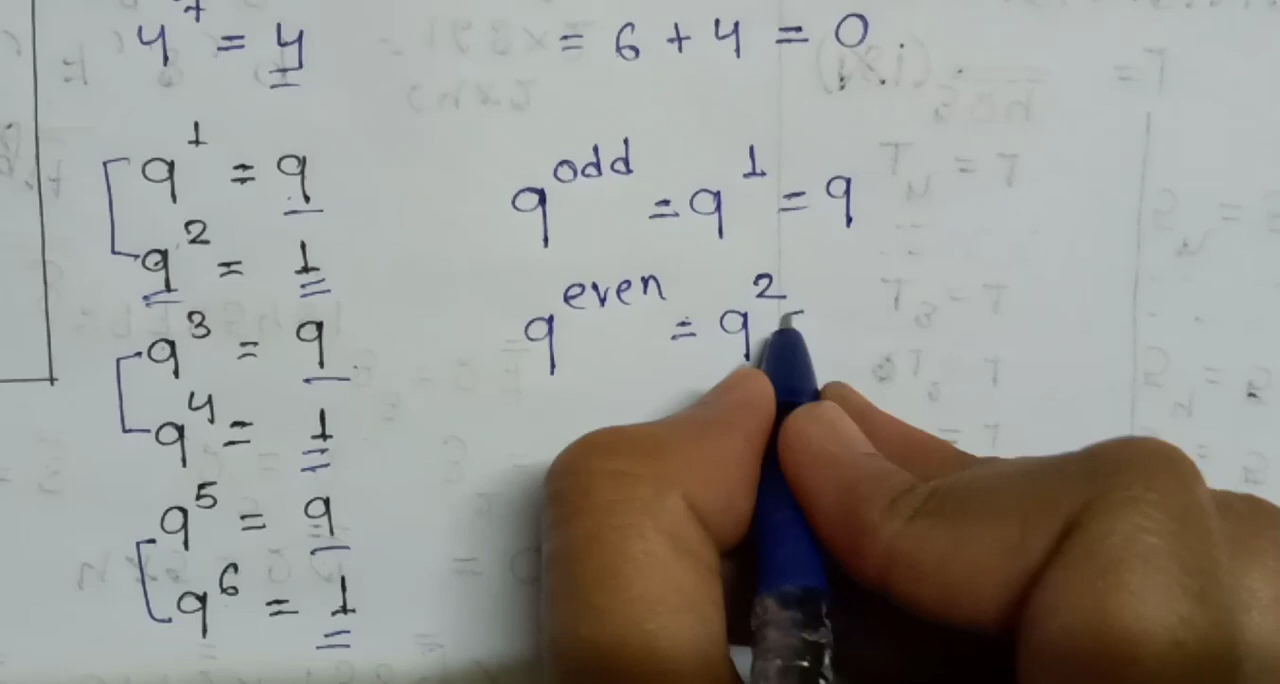 4⁷ = 4
= 6 + 4 = 0.
9¹ = 9
9² = 1
9³ = 9
9⁴ = 1
9⁵ = 9
9⁶ = 1
9^odd = 9¹ = 9
9^even = 9²